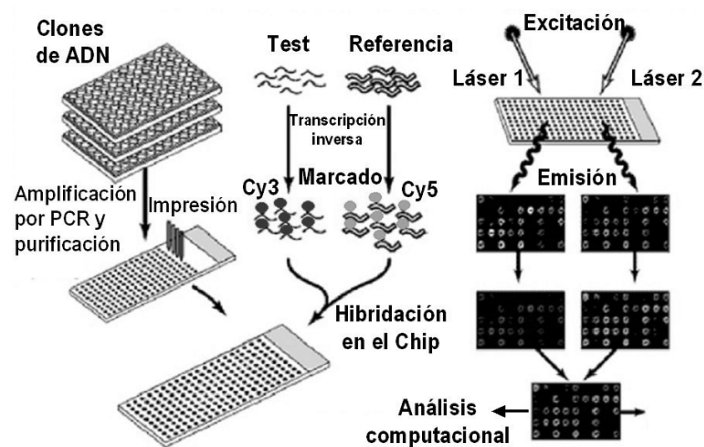 Clones
de ADN
Amplificación
por PCR y
purificación
Impresión
Test
Referencia
Transcripción
inversa
Marcado
Cy3
Cy5
Hibridación
en el Chip
Excitación
Láser 1
Láser 2
Emisión
Análisis
computacional